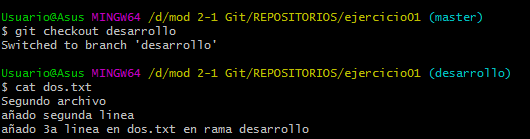 Usuario@Asus MINGW64 /d/mod 2-1 Git/REPOSITORIOS/ejercicio01 (master)
$ git checkout desarrollo
Switched to branch 'desarrollo'
Usuario@Asus MINGW64 /d/mod 2-1 Git/REPOSITORIOS/ejercicio01 (desarrollo)
$ cat dos.txt
Segundo archivo
añado segunda linea
añado 3a linea en dos.txt en rama desarrollo